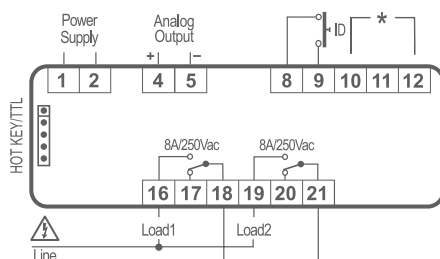 Power
Supply
Analog
Output
+ −
ID
*
1 2 4 5 8 9 10 11 12
HOT KEY/TTL
8A/250Vac 8A/250Vac
16 17 18 19 20 21
Load1 Load2
Line